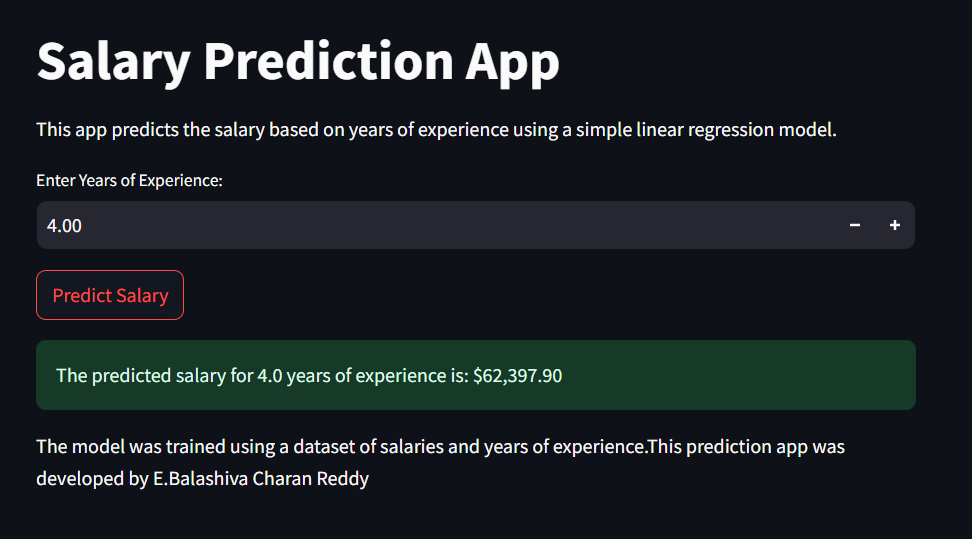 Salary Prediction App
This app predicts the salary based on years of experience using a simple linear regression model.
Enter Years of Experience:
4.00
Predict Salary
The predicted salary for 4.0 years of experience is: $62,397.90
The model was trained using a dataset of salaries and years of experience.This prediction app was
developed by E.Balashiva Charan Reddy